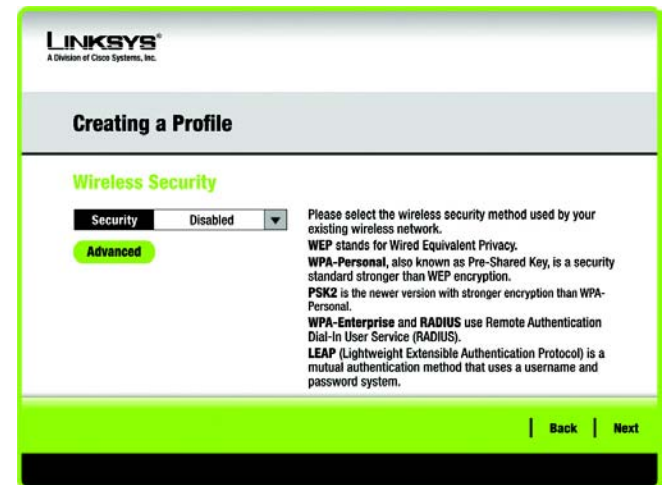 LINKSYS®
A Division of Cisco Systems, Inc.
Creating a Profile
Wireless Security
Security Disabled
Advanced
Please select the wireless security method used by your
existing wireless network.
WEP stands for Wired Equivalent Privacy.
WPA-Personal, also known as Pre-Shared Key, is a security
standard stronger than WEP encryption.
PSK2 is the newer version with stronger encryption than WPA-
Personal.
WPA-Enterprise and RADIUS use Remote Authentication
Dial-In User Service (RADIUS).
LEAP (Lightweight Extensible Authentication Protocol) is a
mutual authentication method that uses a username and
password system.
Back Next